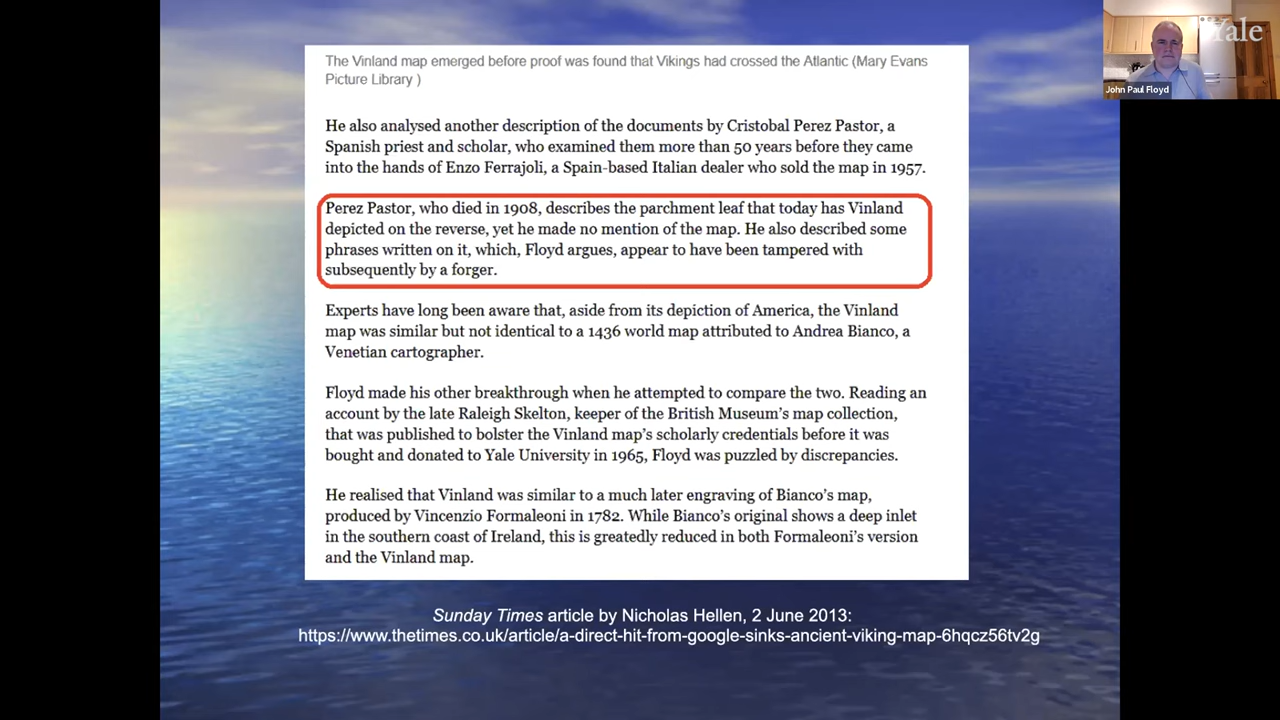 The Vinland map emerged before proof was found that Vikings had crossed the Atlantic (Mary Evans
Picture Library )
He also analysed another description of the documents by Cristobal Perez Pastor, a
Spanish priest and scholar, who examined them more than 50 years before they came
into the hands of Enzo Ferrajoli, a Spain-based Italian dealer who sold the map in 1957.
Perez Pastor, who died in 1908, describes the parchment leaf that today has Vinland
depicted on the reverse, yet he made no mention of the map. He also described some
phrases written on it, which, Floyd argues, appear to have been tampered with
subsequently by a forger.
Experts have long been aware that, aside from its depiction of America, the Vinland
map was similar but not identical to a 1436 world map attributed to Andrea Bianco, a
Venetian cartographer.
Floyd made his other breakthrough when he attempted to compare the two. Reading an
account by the late Raleigh Skelton, keeper of the British Museum's map collection,
that was published to bolster the Vinland map's scholarly credentials before it was
bought and donated to Yale University in 1965, Floyd was puzzled by discrepancies.
He realised that Vinland was similar to a much later engraving of Bianco's map,
produced by Vincenzio Formaleoni in 1782. While Bianco's original shows a deep inlet
in the southern coast of Ireland, this is greatedly reduced in both Formaleoni's version
and the Vinland map.
Sunday Times article by Nicholas Hellen, 2 June 2013:
https://www.thetimes.co.uk/article/a-direct-hit-from-google-sinks-ancient-viking-map-6hqcz56tv2g
Yale
John Paul Floyd